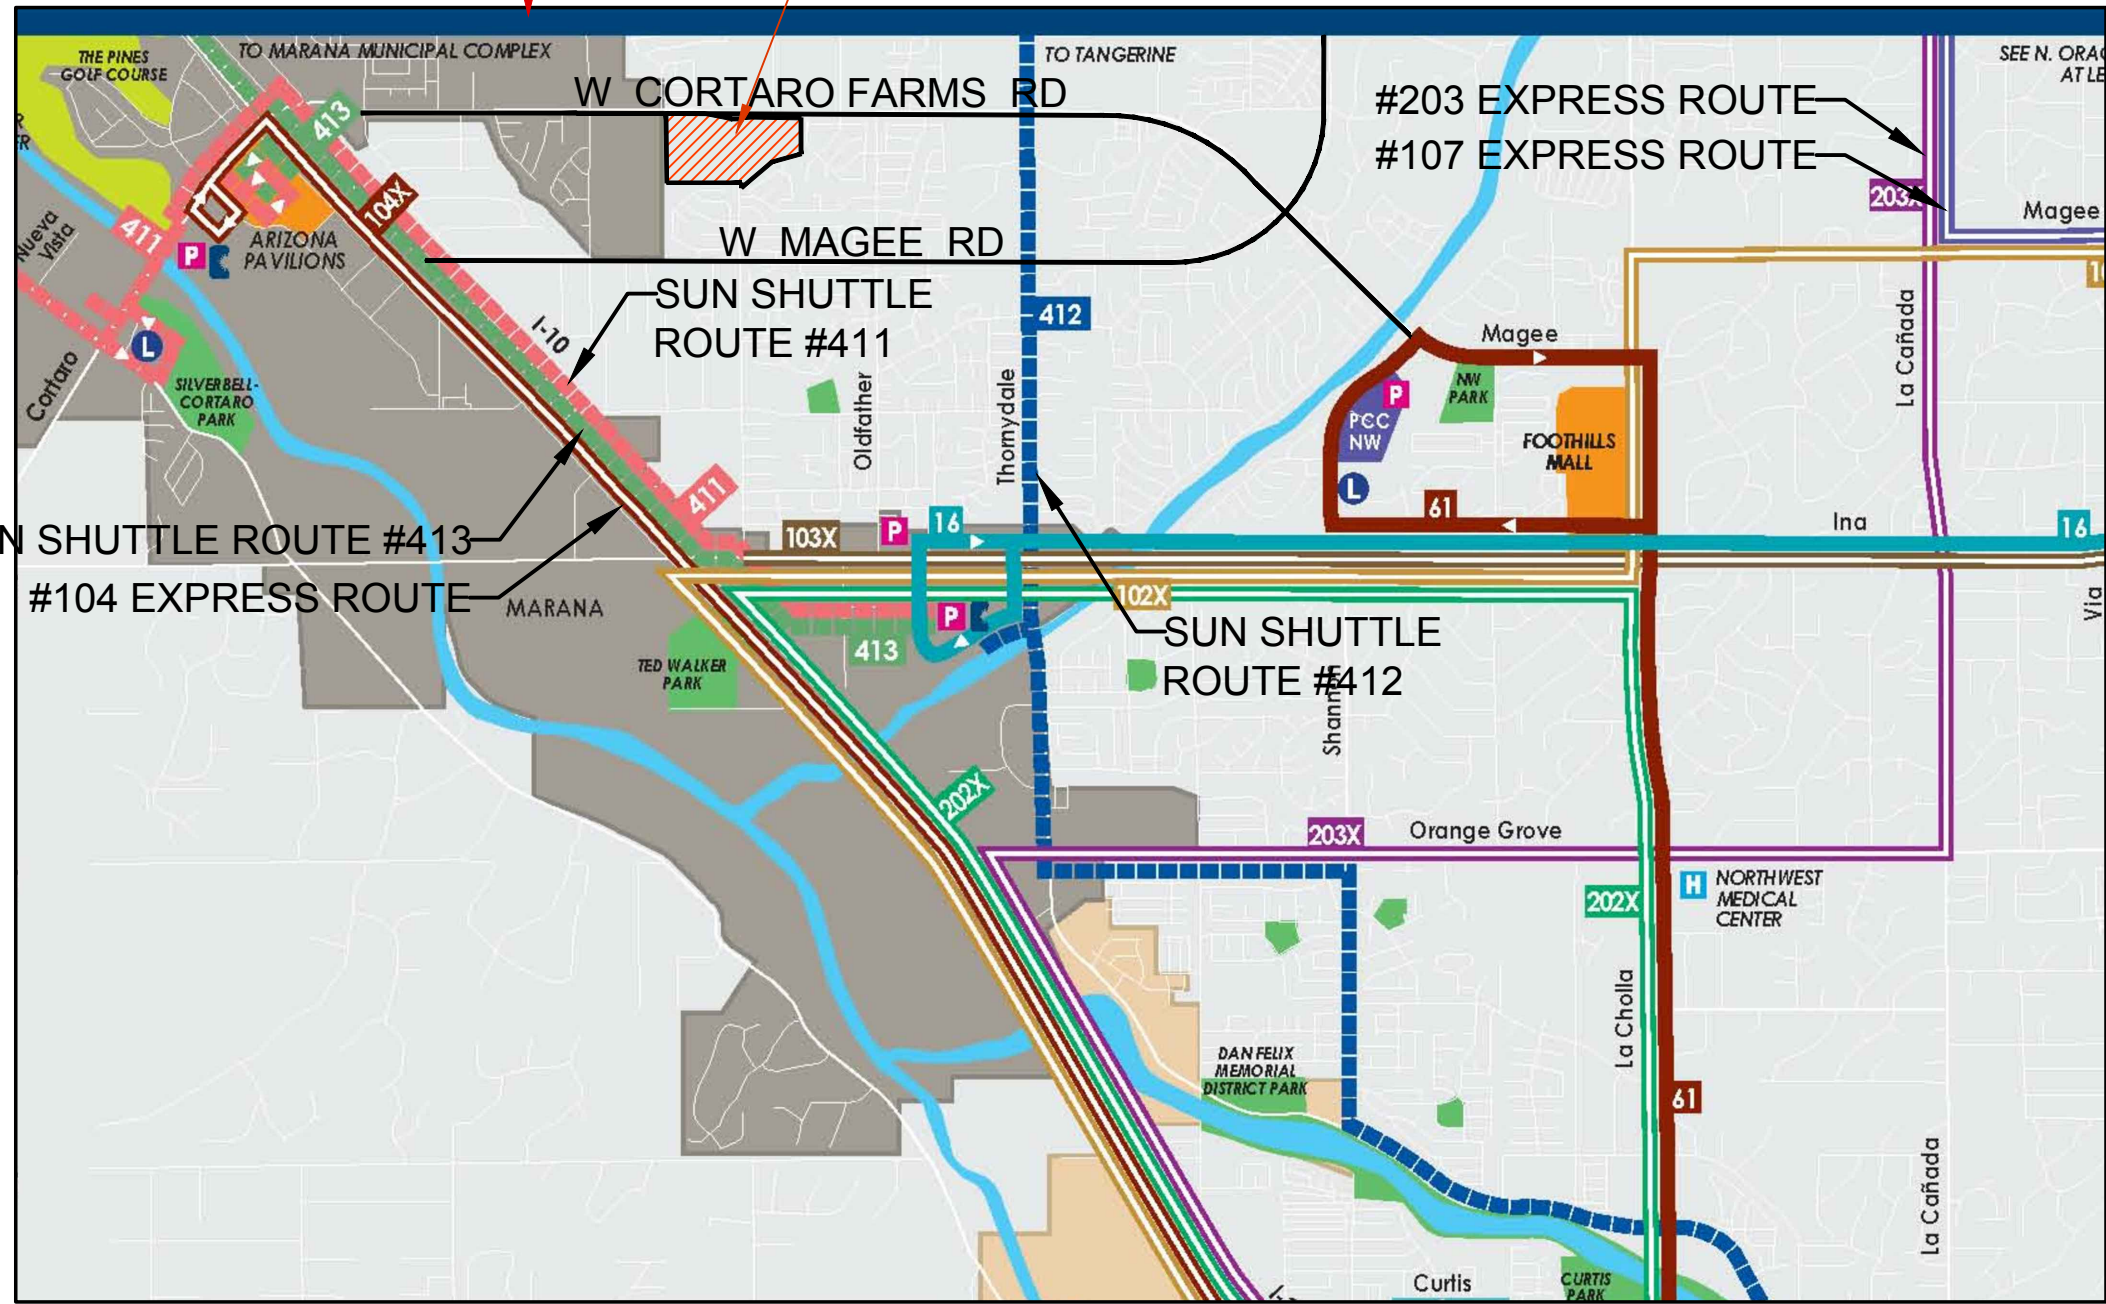 THE PINES
GOLF COURSE
TO MARANA MUNICIPAL COMPLEX
TO TANGERINE
SEE N. ORAC
AT LE
W CORTARO FARMS RD
#203 EXPRESS ROUTE
#107 EXPRESS ROUTE
413
104X
203X
Magee
Nueva
Vista
411
P
ARIZONA
PAVILIONS
W MAGEE RD
SUN SHUTTLE
ROUTE #411
I-10
412
Magee
La Cañada
L
Cortaro
SILVERBELL-
CORTARO
PARK
Oldfather
Thornydale
P
NW
PARK
PCC
NW
FOOTHILLS
MALL
L
411
61
N SHUTTLE ROUTE #413
#104 EXPRESS ROUTE
103X
P
16
Ina
16
MARANA
102X
P
413
Via
SUN SHUTTLE
ROUTE #412
TED WALKER
PARK
Shannon
202X
203X
Orange Grove
202X
H
NORTHWEST
MEDICAL
CENTER
La Cholla
DAN FELIX
MEMORIAL
DISTRICT PARK
61
La Cañada
Curtis
CURTIS
PARK